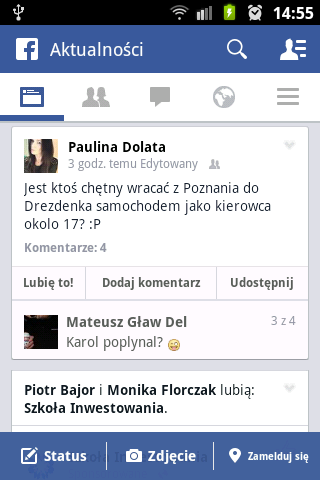 14:55
Aktualności
Paulina Dolata
3 godz. temu Edytowany
Jest ktoś chętny wracać z Poznania do
Drezdenka samochodem jako kierowca
około 17? :P
Komentarze: 4
Lubię to! Dodaj komentarz Udostępnij
Mateusz Gław Del 3 z 4
Karol poplynal? 😄
Piotr Bajor i Monika Florczak lubią:
Szkoła Inwestowania.
Status Zdjęcie Zamelduj się